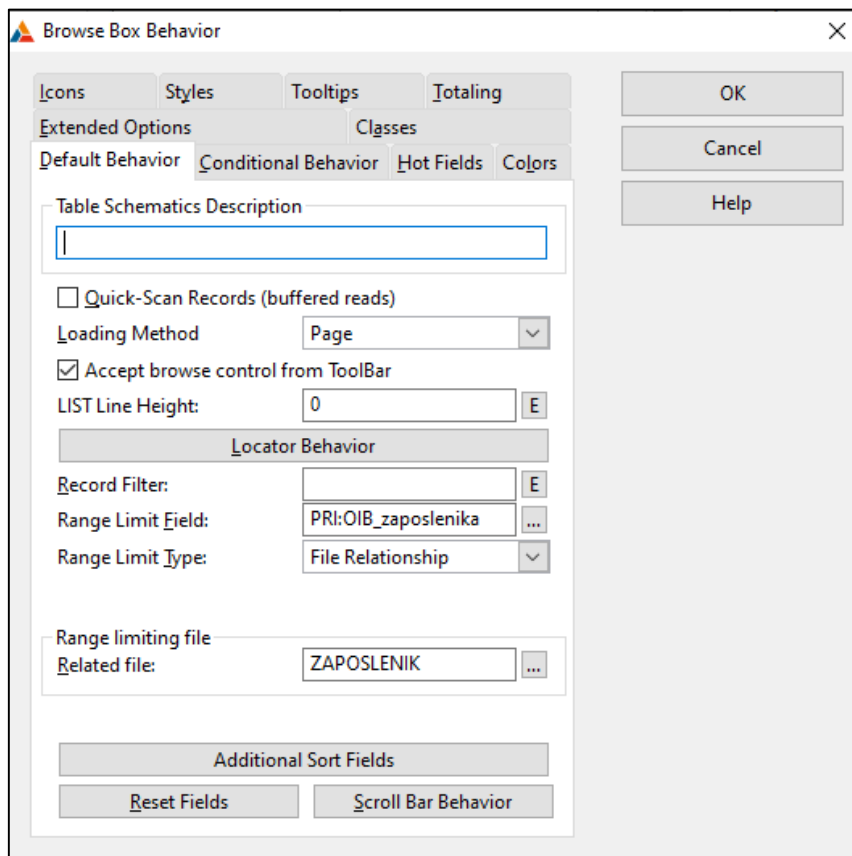 Browse Box Behavior
Icons Styles Tooltips Totaling
Extended Options Classes
Default Behavior Conditional Behavior Hot Fields Colors
OK
Cancel
Help
Table Schematics Description
Quick-Scan Records (buffered reads)
Loading Method Page
Accept browse control from ToolBar
LIST Line Height: 0 E
Locator Behavior
Record Filter: E
Range Limit Field: PRI:OIB_zaposlenika ...
Range Limit Type: File Relationship
Range limiting file
Related file: ZAPOSLENIK ...
Additional Sort Fields
Reset Fields Scroll Bar Behavior